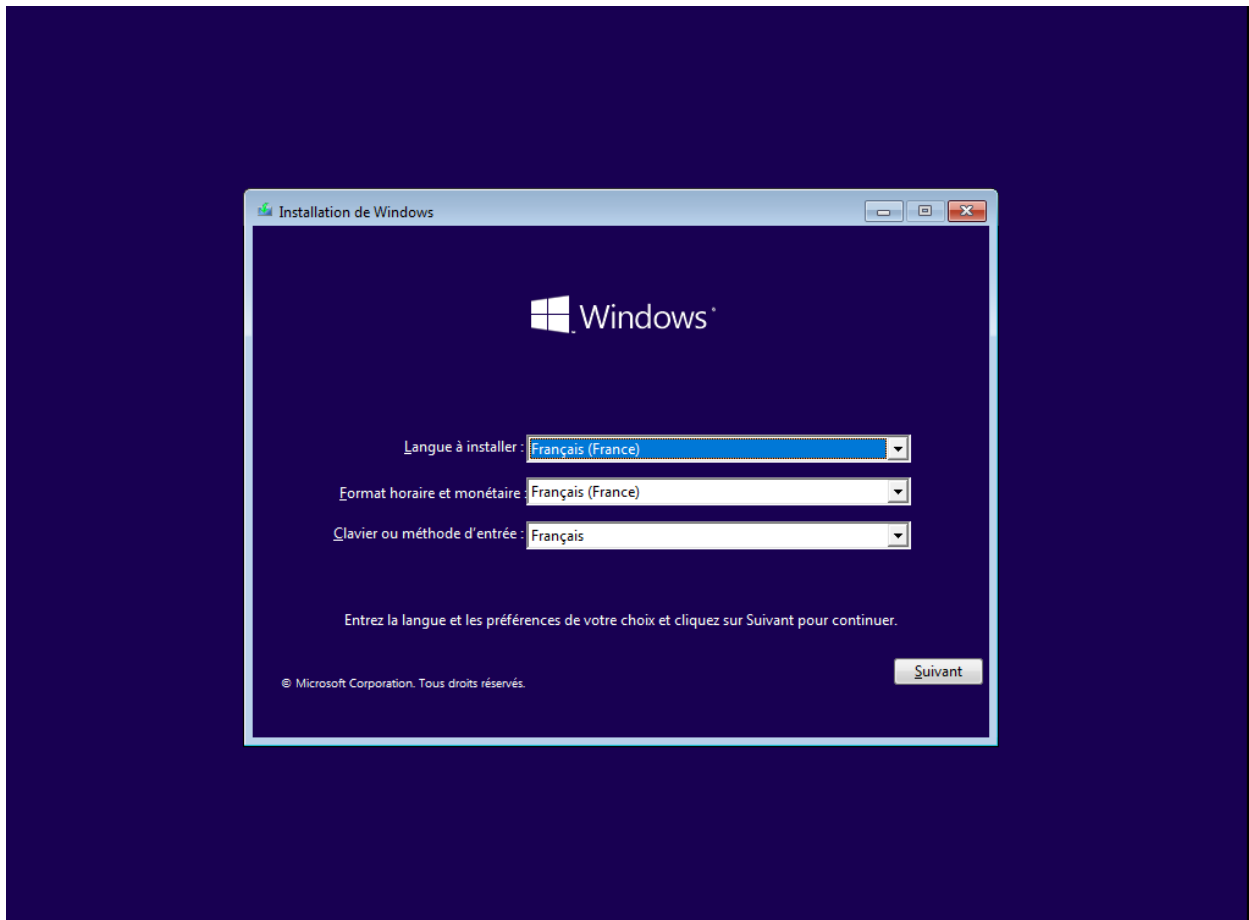 Installation de Windows
Windows
Langue à installer : Français (France)
Format horaire et monétaire : Français (France)
Clavier ou méthode d'entrée : Français
Entrez la langue et les préférences de votre choix et cliquez sur Suivant pour continuer.
Suivant
© Microsoft Corporation. Tous droits réservés.